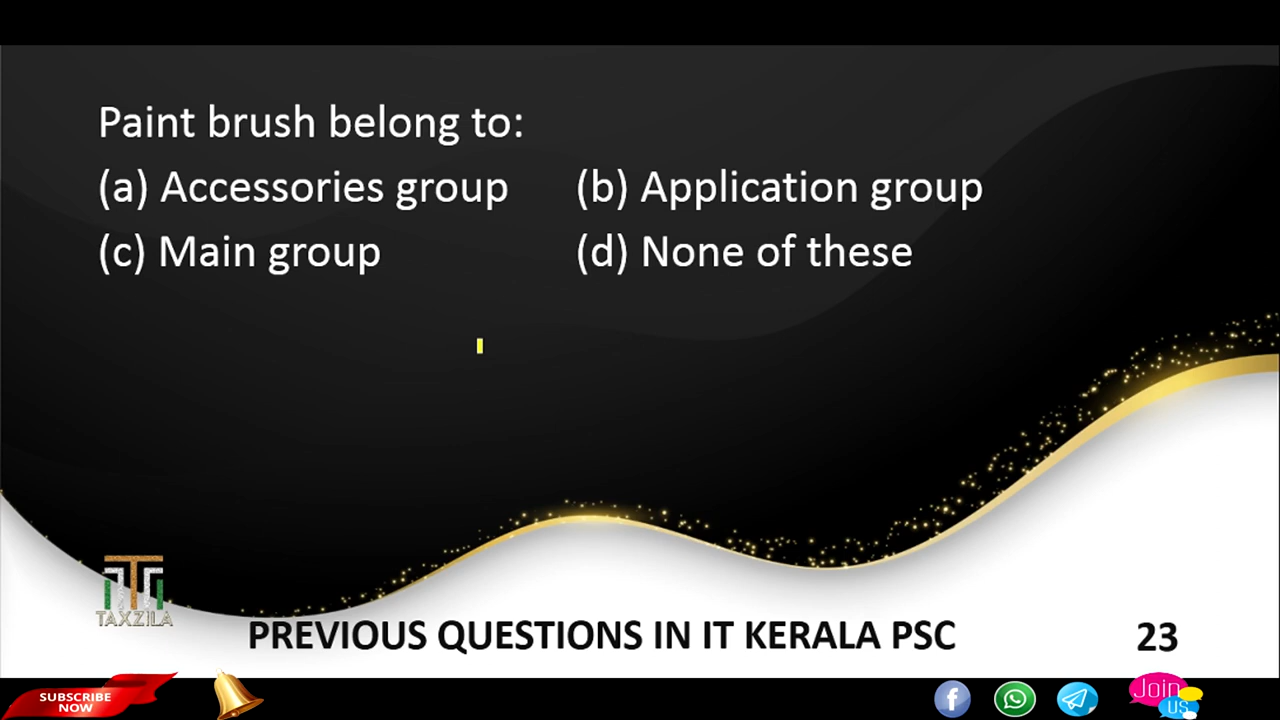 Paint brush belong to:
(a) Accessories group (b) Application group
(c) Main group (d) None of these
TAXZILA
PREVIOUS QUESTIONS IN IT KERALA PSC 23
SUBSCRIBE
NOW
Join
us